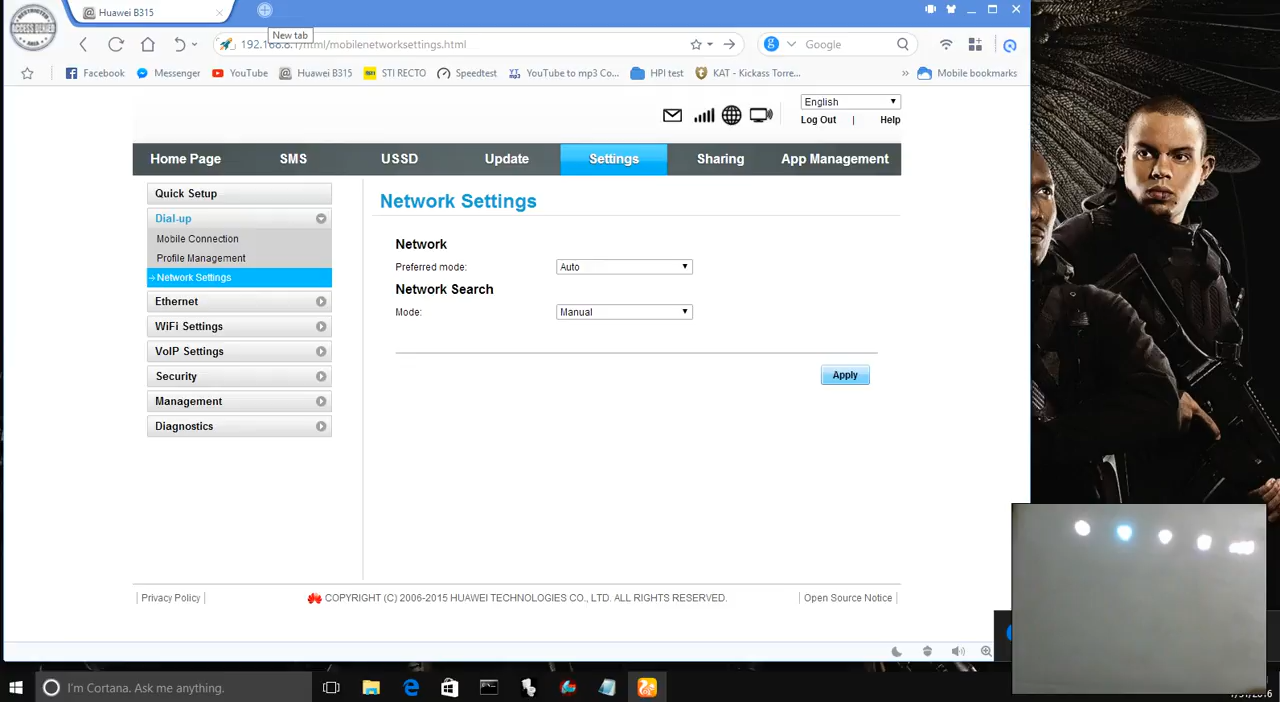 ACCESS DENIED
Huawei B315
New tab
192.168.8.1/html/mobilenetworksettings.html
Google
Facebook
Messenger
YouTube
Huawei B315
STI RECTO
Speedtest
YouTube to mp3 Co...
HPI test
KAT - Kickass Torre...
»
Mobile bookmarks
English
Log Out | Help
Home Page
SMS
USSD
Update
Settings
Sharing
App Management
Quick Setup
Dial-up
Mobile Connection
Profile Management
Network Settings
Ethernet
WiFi Settings
VoIP Settings
Security
Management
Diagnostics
Network Settings
Network
Preferred mode: Auto
Network Search
Mode: Manual
Apply
| Privacy Policy |
COPYRIGHT (C) 2006-2015 HUAWEI TECHNOLOGIES CO., LTD. ALL RIGHTS RESERVED.
| Open Source Notice |
I'm Cortana. Ask me anything.